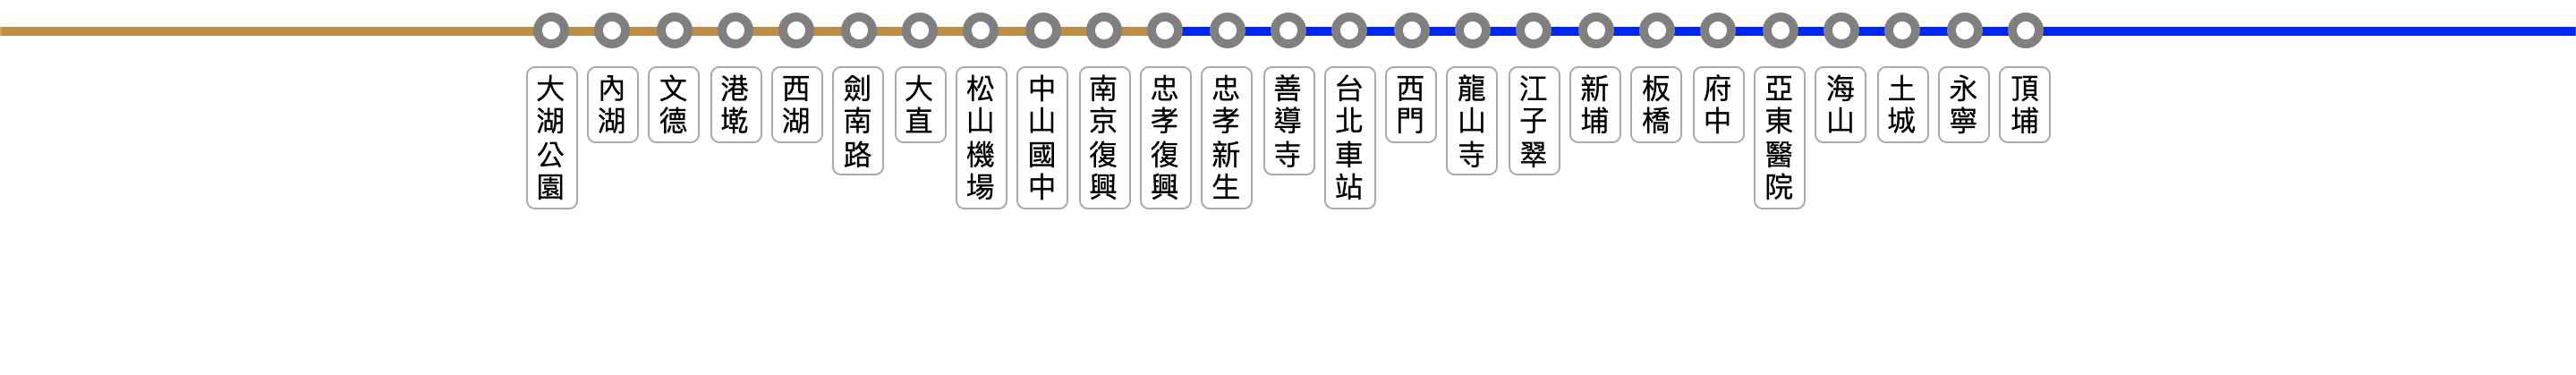 大湖公園
內湖
文德
港墘
西湖
劍南路
大直
松山機場
中山國中
南京復興
忠孝復興
忠孝新生
善導寺
台北車站
西門
龍山寺
江子翠
新埔
板橋
府中
亞東醫院
海山
土城
永寧
頂埔